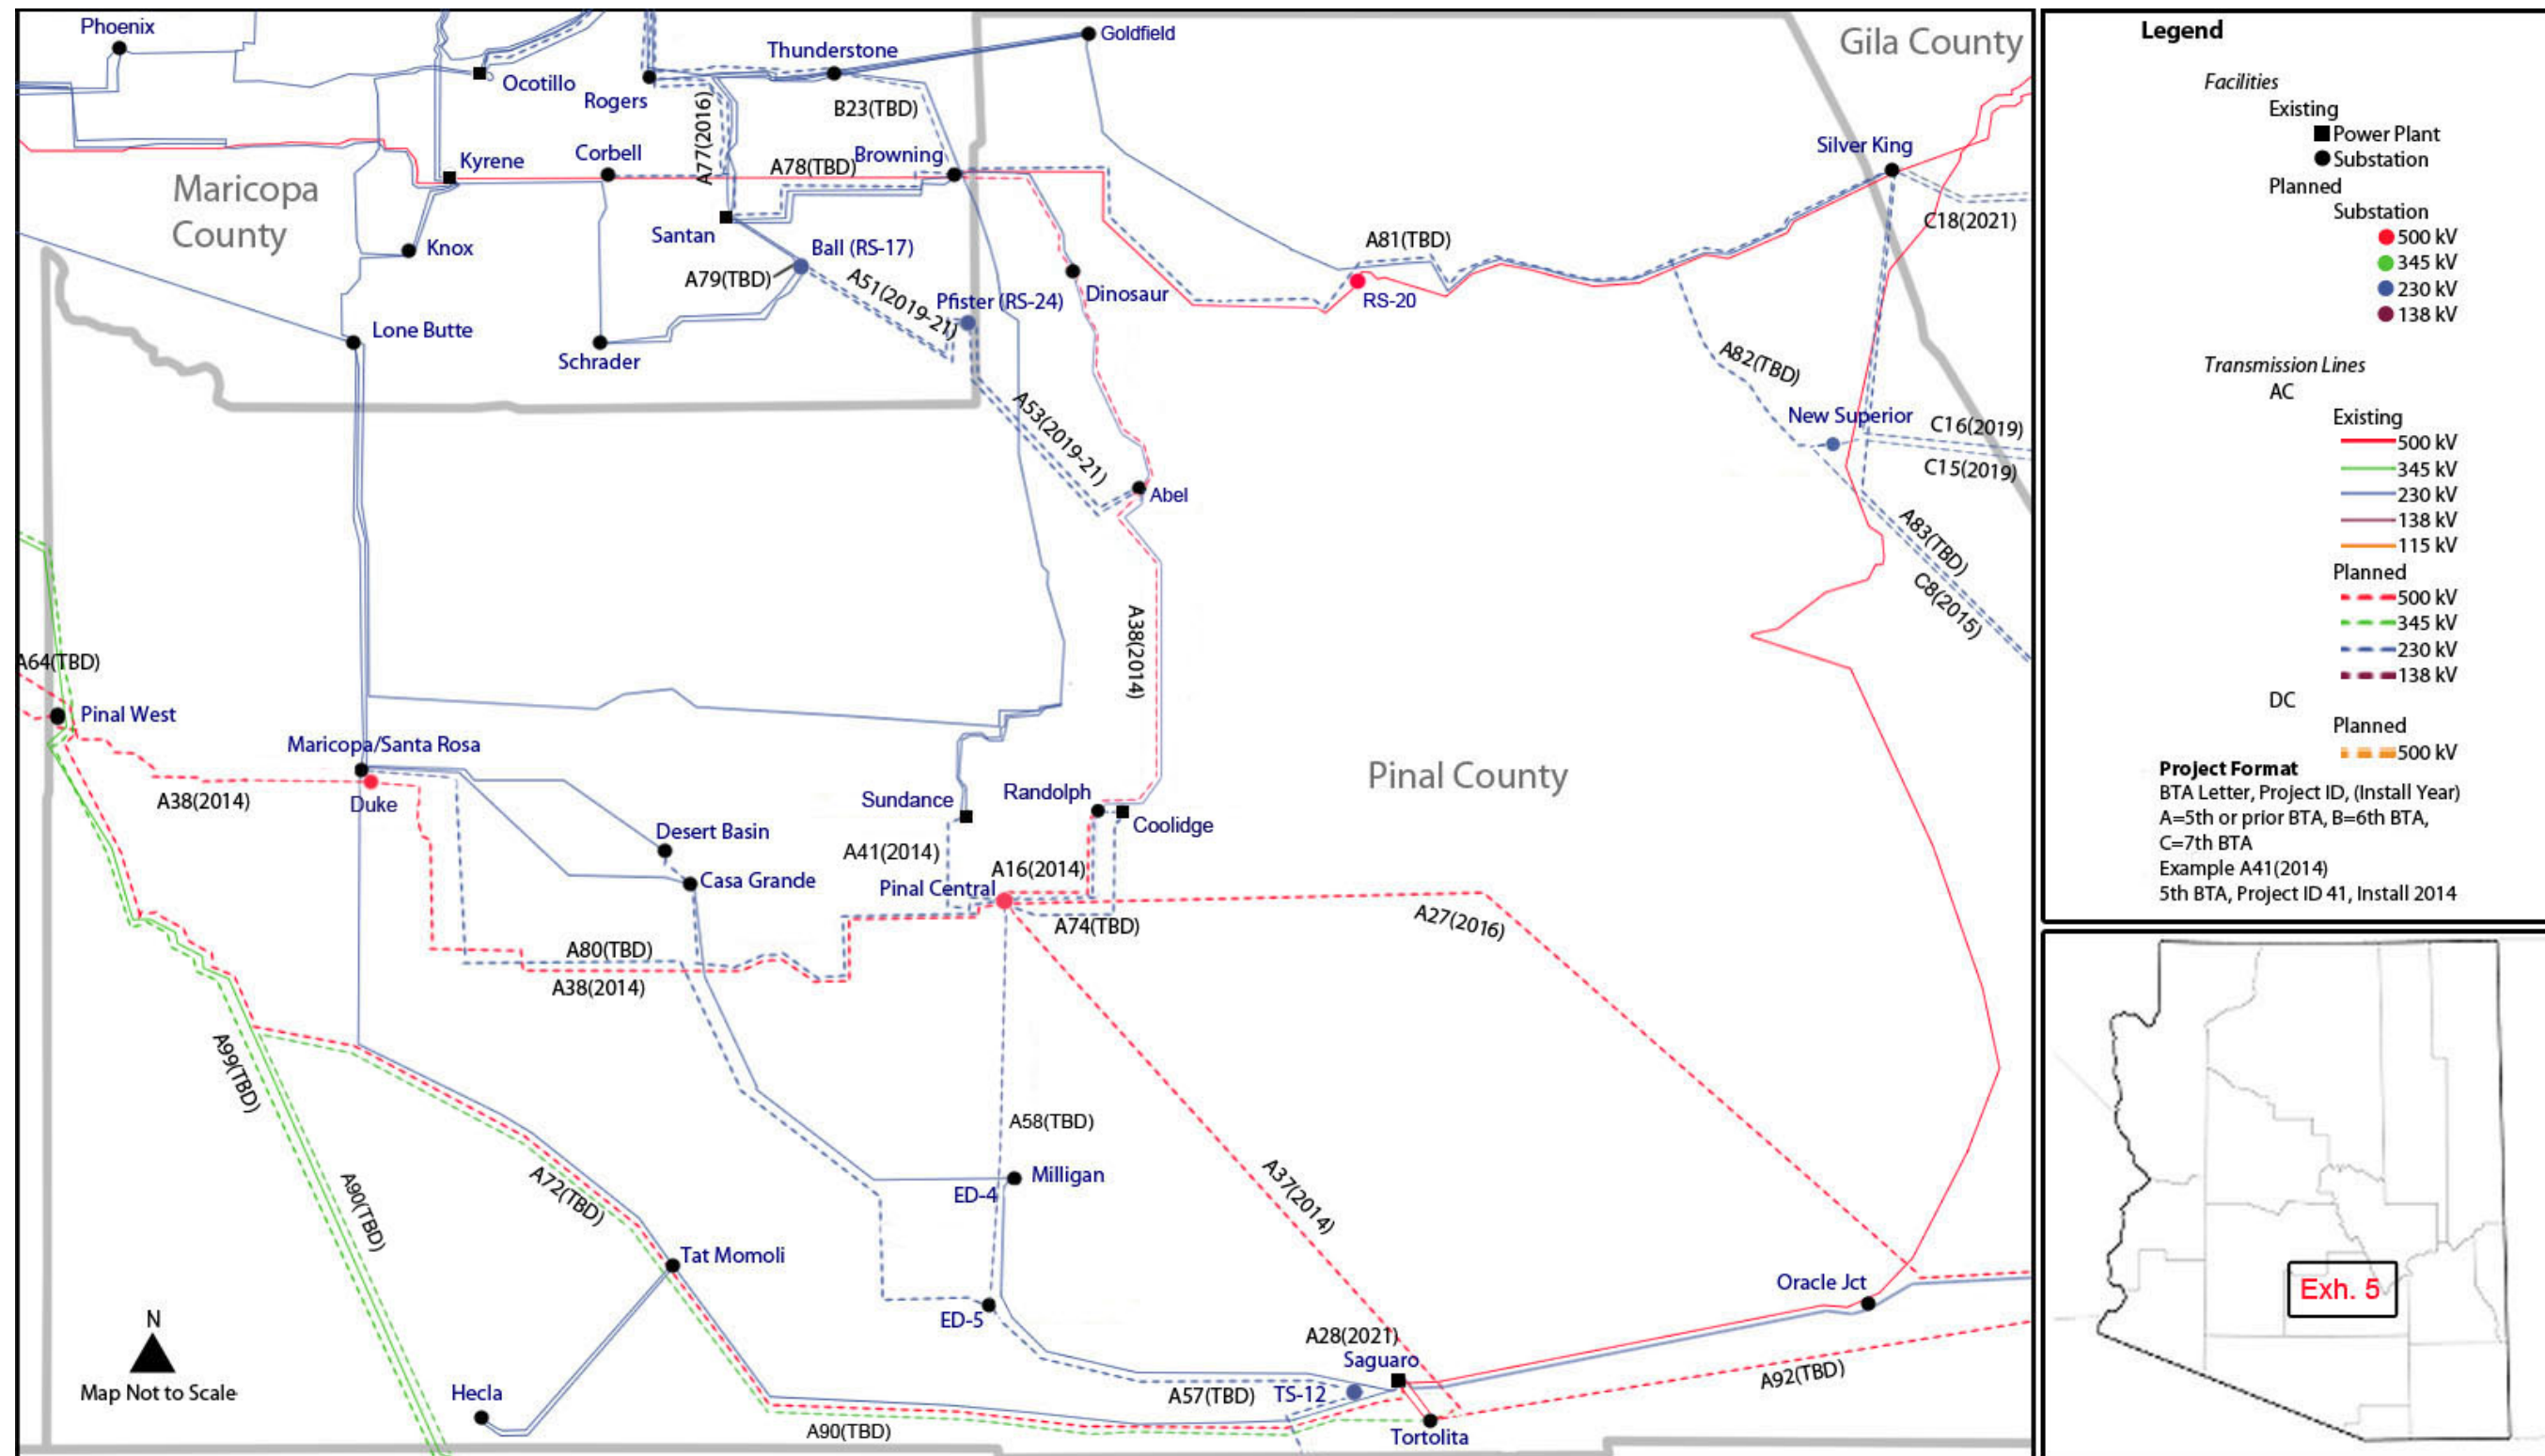 Phoenix
Ocotillo
Rogers
Thunderstone
Goldfield
Gila County
B23(TBD)
A77(2016)
Kyrene
Corbell
A78(TBD)
Browning
Silver King
C18(2021)
Maricopa
County
Knox
Santan
Ball (RS-17)
A79(TBD)
A51(2019-21)
Pfister (RS-24)
Dinosaur
A81(TBD)
RS-20
Lone Butte
Schrader
A82(TBD)
New Superior
C16(2019)
C15(2019)
A53(2019-21)
Abel
A83(TBD)
C8(2015)
A38(2014)
A64(TBD)
Pinal West
Maricopa/Santa Rosa
A38(2014)
Duke
Pinal County
Sundance
Randolph
Coolidge
Desert Basin
Casa Grande
A41(2014)
A16(2014)
Pinal Central
A74(TBD)
A27(2016)
A80(TBD)
A38(2014)
A99(TBD)
A90(TBD)
A72(TBD)
A58(TBD)
Milligan
ED-4
A37(2014)
Tat Momoli
ED-5
Oracle Jct
A28(2021)
Saguaro
A57(TBD)
TS-12
A92(TBD)
Tortolita
A90(TBD)
Hecla
N
Map Not to Scale
Legend
Facilities
Existing
Power Plant
Substation
Planned
Substation
500 kV
345 kV
230 kV
138 kV
Transmission Lines
AC
Existing
500 kV
345 kV
230 kV
138 kV
115 kV
Planned
500 kV
345 kV
230 kV
138 kV
DC
Planned
500 kV
Project Format
BTA Letter, Project ID, (Install Year)
A=5th or prior BTA, B=6th BTA,
C=7th BTA
Example A41(2014)
5th BTA, Project ID 41, Install 2014
Exh. 5